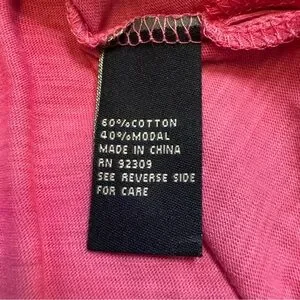 60%COTTON
40%MODAL
MADE IN CHINA
RN 92309
SEE REVERSE SIDE
FOR CARE